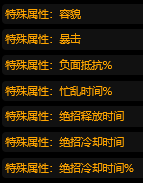 特殊属性：容貌
特殊属性：暴击
特殊属性：负面抵抗%
特殊属性：忙乱时间%
特殊属性：绝招释放时间
特殊属性：绝招冷却时间
特殊属性：绝招冷却时间%